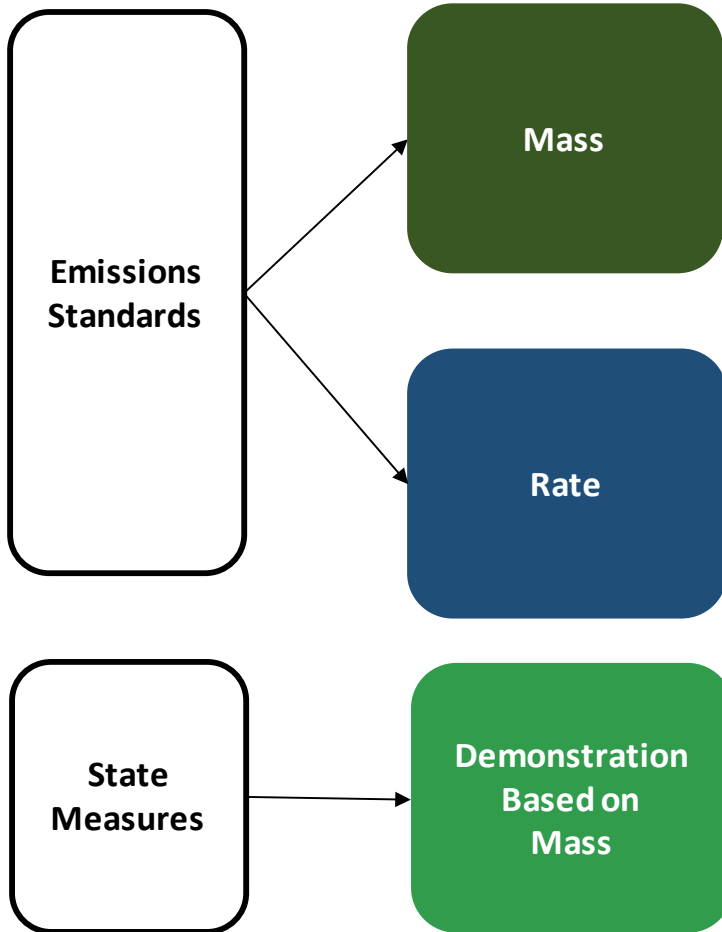 Mass
Emissions
Standards
Rate
State
Measures
Demonstration
Based on
Mass